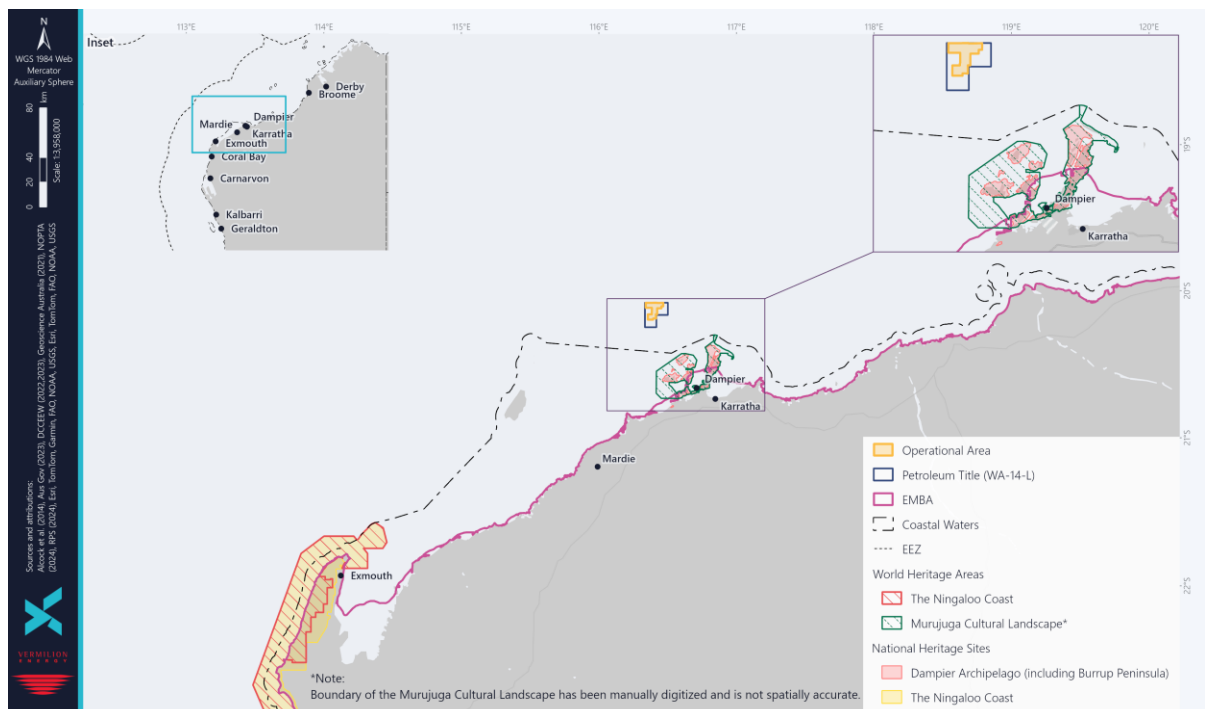 N
WGS 1984 Web
Mercator
Auxiliary Sphere
km
80
40
20
0
Scale: 1:3,958,000
Sources and attributions:
Alcock et al. (2014), Aus Gov (2023), DCCEEW (2022,2023), Geoscience Australia (2021), NOPTA
(2024), RPS (2024), Esri, TomTom, Garmin, FAO, NOAA, USGS, Esri, TomTom, FAO, NOAA, USGS
VERMILION
ENERGY
Inset
113°E
114°E
115°E
116°E
117°E
118°E
119°E
120°E
19°S
20°S
21°S
22°S
Derby
Broome
Dampier
Mardie
Karratha
Exmouth
Coral Bay
Carnarvon
Kalbarri
Geraldton
Dampier
Karratha
Dampier
Karratha
Mardie
Exmouth
Operational Area
Petroleum Title (WA-14-L)
EMBA
Coastal Waters
EEZ
World Heritage Areas
The Ningaloo Coast
Murujuga Cultural Landscape*
National Heritage Sites
Dampier Archipelago (including Burrup Peninsula)
The Ningaloo Coast
*Note:
Boundary of the Murujuga Cultural Landscape has been manually digitized and is not spatially accurate.